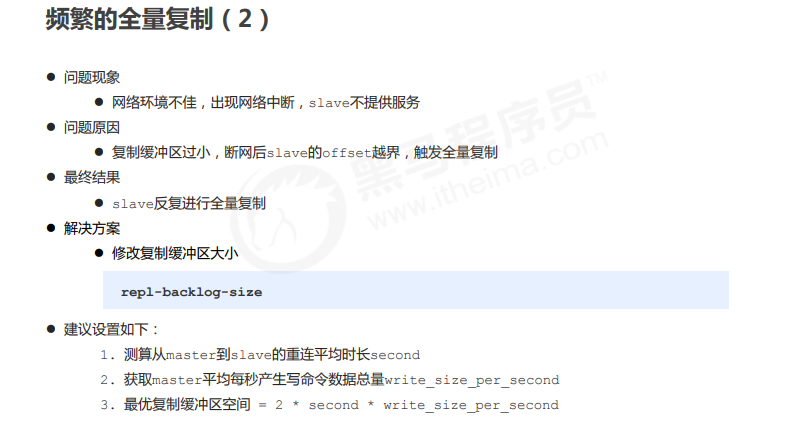 频繁的全量复制（2）
● 问题现象
● 网络环境不佳，出现网络中断，slave不提供服务
● 问题原因
● 复制缓冲区过小，断网后slave的offset越界，触发全量复制
● 最终结果
● slave反复进行全量复制
● 解决方案
● 修改复制缓冲区大小
repl-backlog-size
● 建议设置如下：
1. 测算从master到slave的重连平均时长second
2. 获取master平均每秒产生写命令数据总量write_size_per_second
3. 最优复制缓冲区空间 = 2 * second * write_size_per_second
黑马程序员™
www.itheima.com